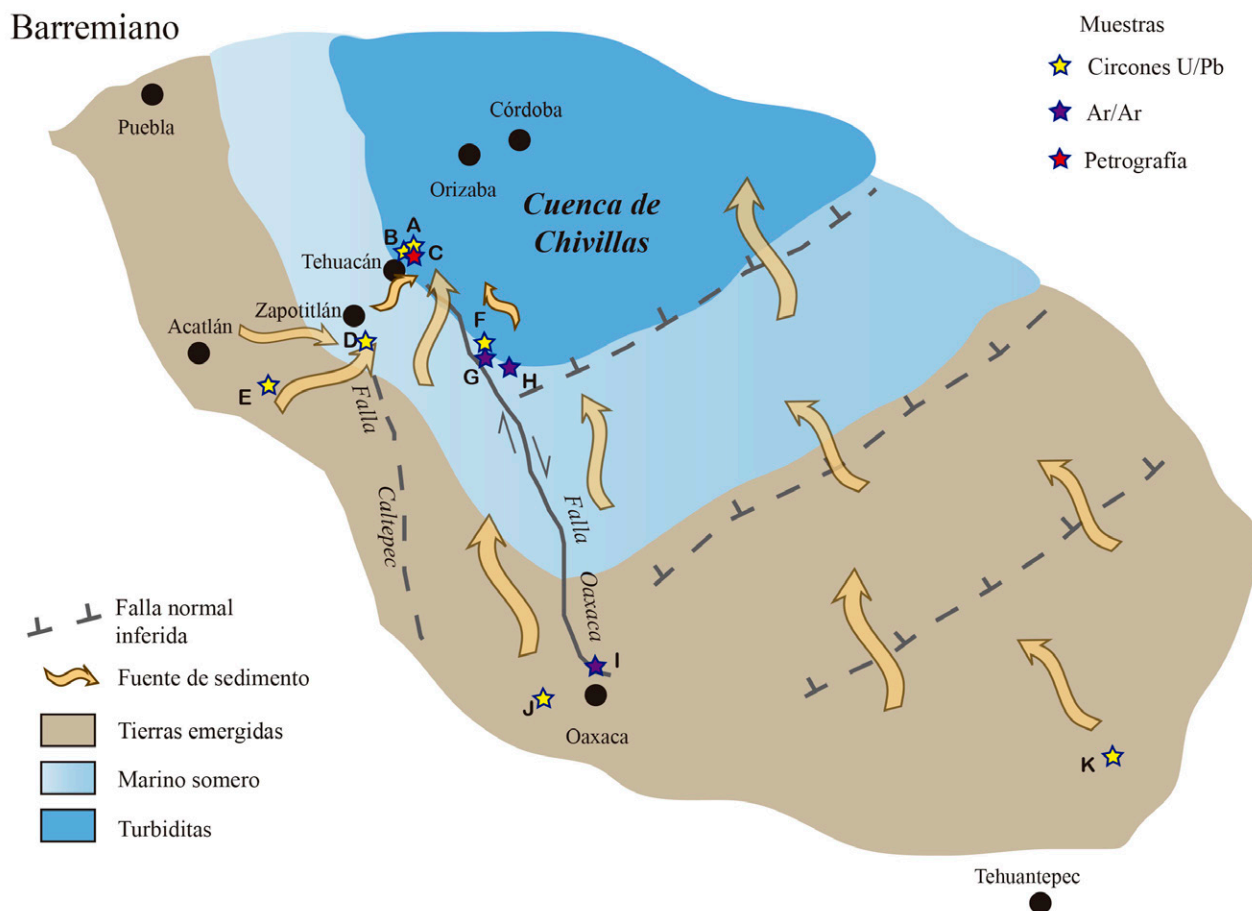 Barremiano
Muestras
Circones U/Pb
Ar/Ar
Petrografía
Puebla
Córdoba
Orizaba
Cuenca de
Chivillas
A
B
C
Tehuacán
Zapotitlán
Acatlán
D
E
F
G
H
Falla
Caltepec
Falla
Oaxaca
I
J
Oaxaca
K
Tehuantepec
Falla normal
inferida
Fuente de sedimento
Tierras emergidas
Marino somero
Turbiditas